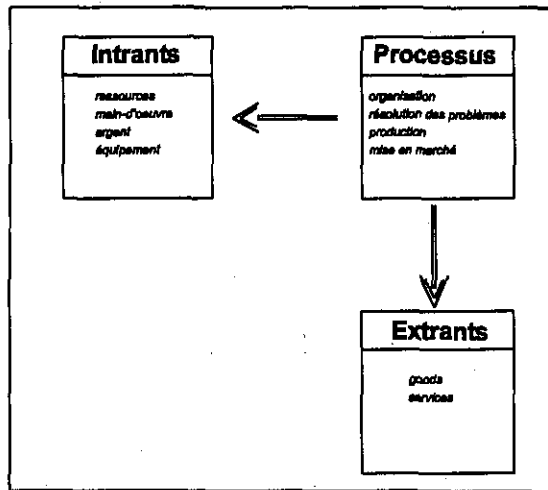 Intrants
ressources
main-d'oeuvre
argent
équipement
Processus
organisation
résolution des problèmes
production
mise en marché
Extrants
goods
services